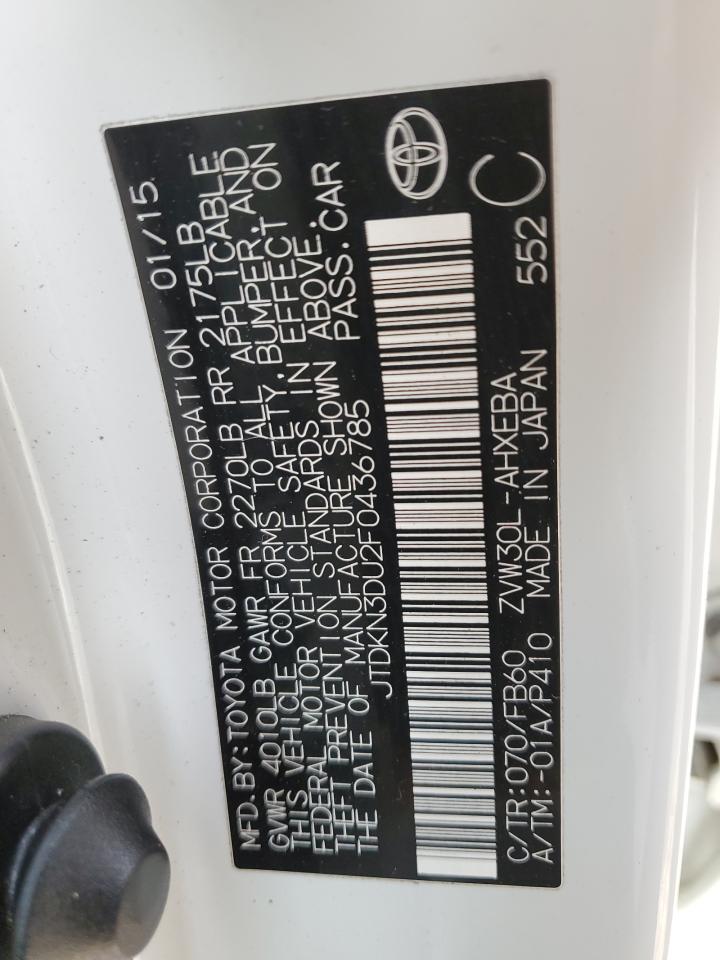 MFD.BY:TOYOTA MOTOR CORPORATION 01/15
GVWR 4010LB GAWR FR 2270LB RR 2175LB
THIS VEHICLE CONFORMS TO ALL APPLICABLE
FEDERAL MOTOR VEHICLE SAFETY,BUMPER,AND
THEFT PREVENTION STANDARDS IN EFFECT ON
THE DATE OF MANUFACTURE SHOWN ABOVE.
JTDKN3DU2F0436785 PASS.CAR
C/TR:070/FB60 ZVW30L-AHXEBA 552
A/TM:-01A/P410 MADE IN JAPAN C